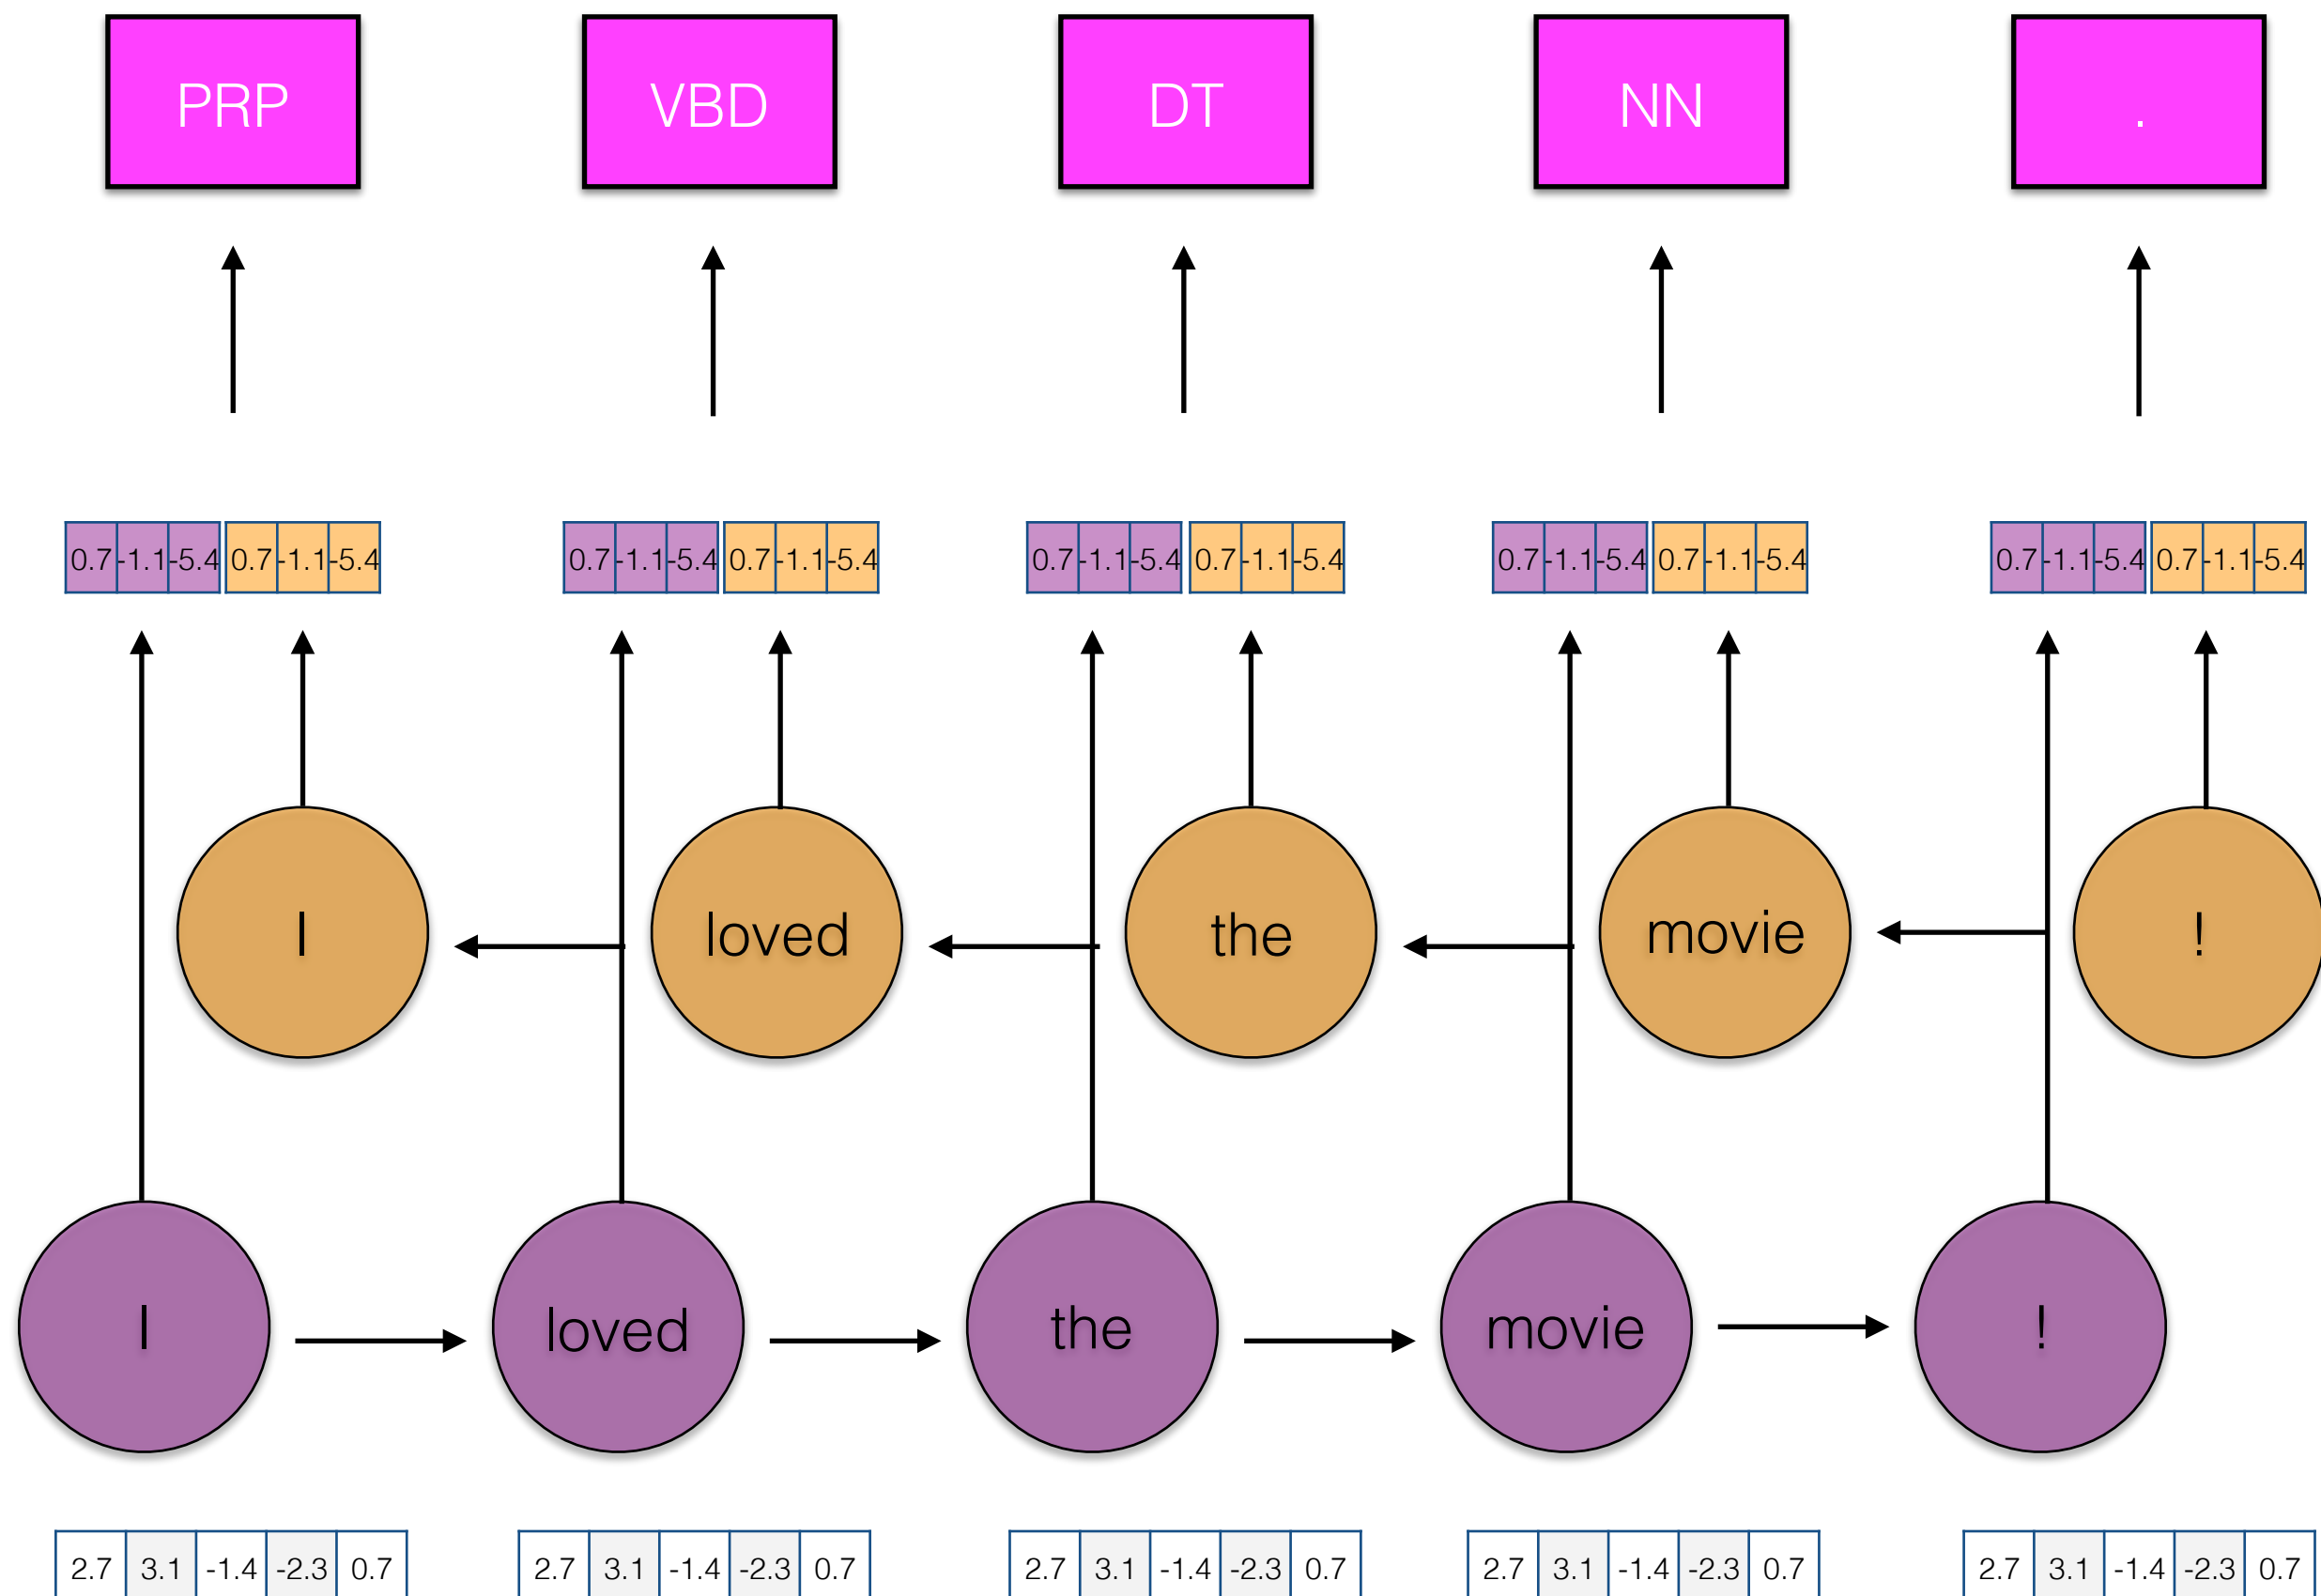 PRP VBD DT NN .
0.7 -1.1 -5.4 0.7 -1.1 -5.4 0.7 -1.1 -5.4 0.7 -1.1 -5.4 0.7 -1.1 -5.4 0.7 -1.1 -5.4 0.7 -1.1 -5.4 0.7 -1.1 -5.4 0.7 -1.1 -5.4 0.7 -1.1 -5.4
I loved the movie !
I loved the movie !
2.7 3.1 -1.4 -2.3 0.7 2.7 3.1 -1.4 -2.3 0.7 2.7 3.1 -1.4 -2.3 0.7 2.7 3.1 -1.4 -2.3 0.7 2.7 3.1 -1.4 -2.3 0.7